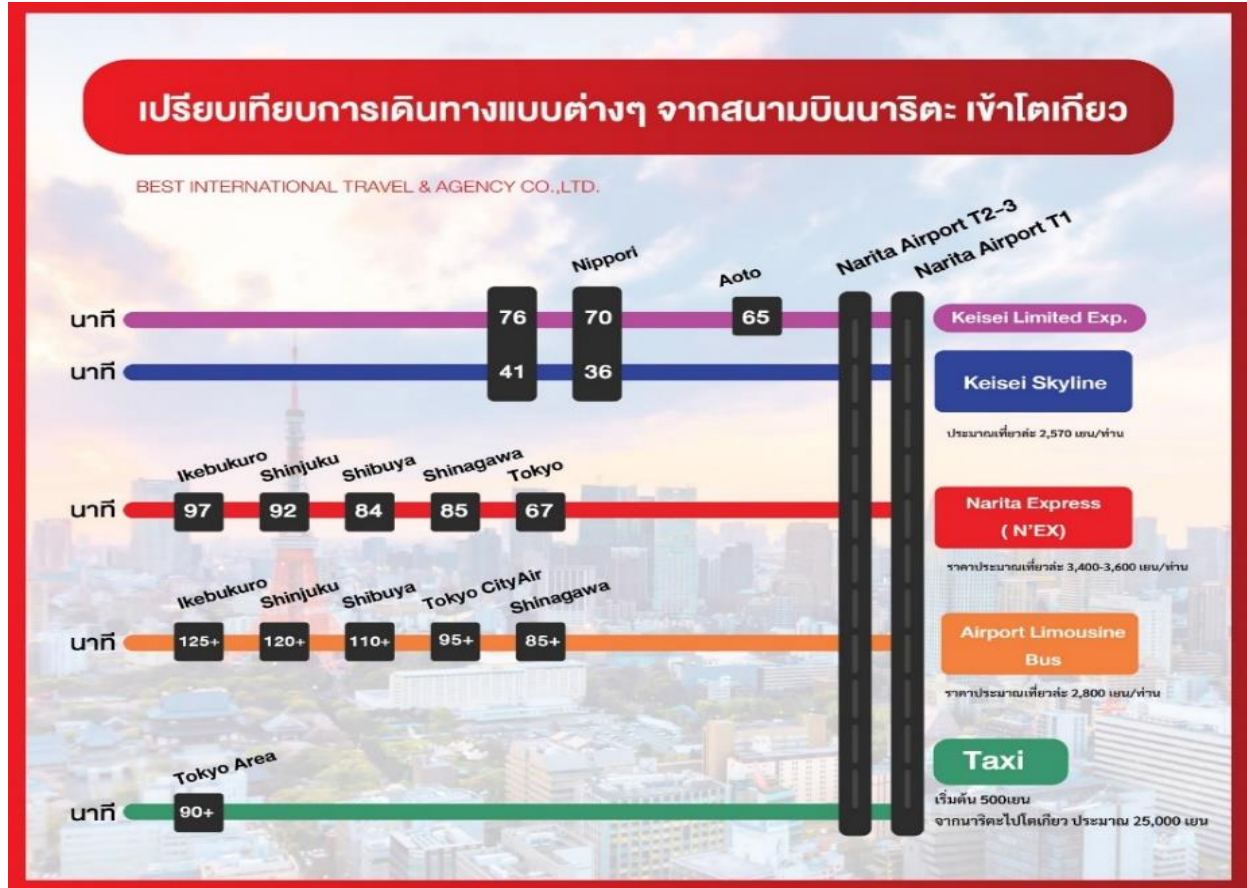 เปรียบเทียบการเดินทางแบบต่างๆ จากสนามบินนาริตะ เข้าโตเกียว
BEST INTERNATIONAL TRAVEL & AGENCY CO.,LTD.
Nippori
Aoto
Narita Airport T2-3
Narita Airport T1
นาที
76
70
65
Keisei Limited Exp.
นาที
41
36
Keisei Skyline
ประมาณเที่ยวล่ะ 2,570 เยน/ท่าน
Ikebukuro
Shinjuku
Shibuya
Shinagawa
Tokyo
นาที
97
92
84
85
67
Narita Express
( N'EX)
ราคาประมาณเที่ยวล่ะ 3,400-3,600 เยน/ท่าน
Ikebukuro
Shinjuku
Shibuya
Tokyo CityAir
Shinagawa
นาที
125+
120+
110+
95+
85+
Airport Limousine
Bus
ราคาประมาณเที่ยวล่ะ 2,800 เยน/ท่าน
Tokyo Area
นาที
90+
Taxi
เริ่มต้น 500เยน
จากนาริตะไปโตเกียว ประมาณ 25,000 เยน